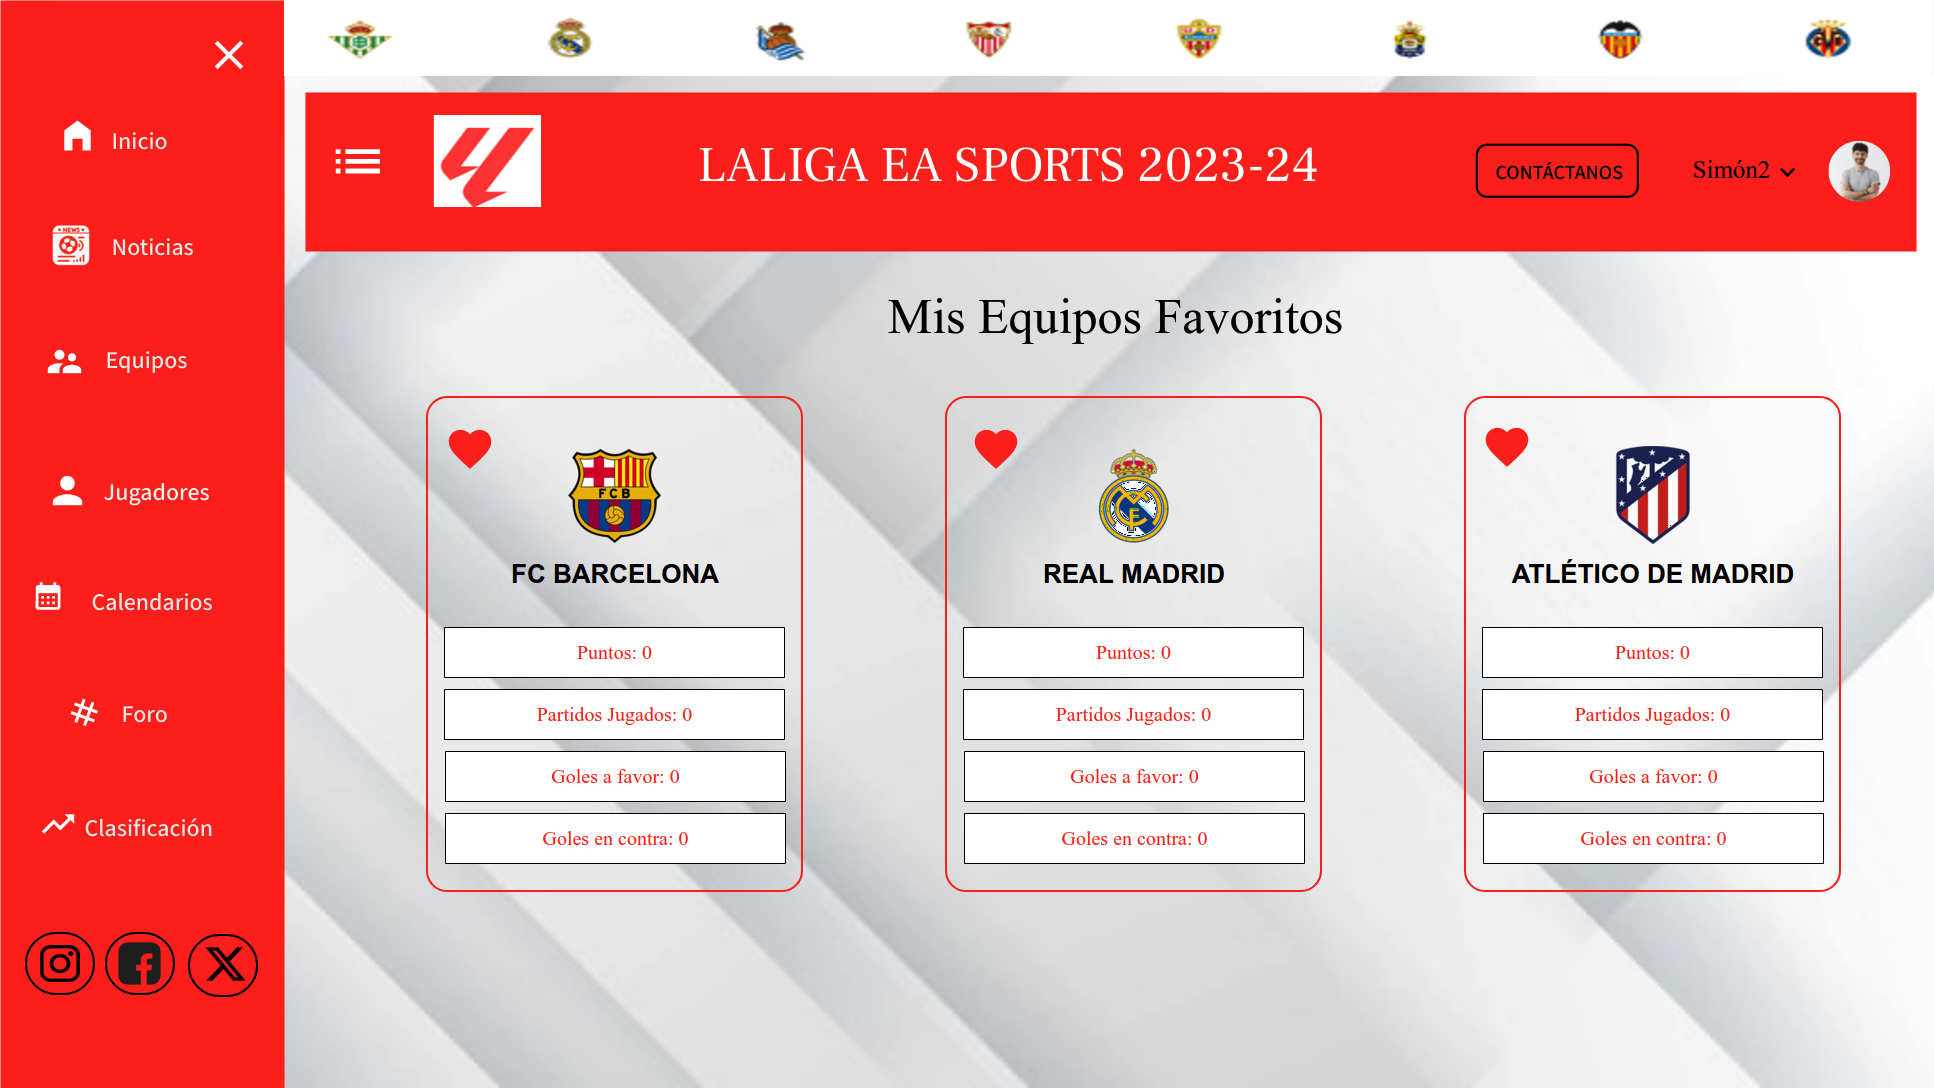 Inicio
Noticias
Equipos
Jugadores
Calendarios
Foro
Clasificación
LALIGA EA SPORTS 2023-24
CONTÁCTANOS
Simón2
Mis Equipos Favoritos
FCB
FC BARCELONA
Puntos: 0
Partidos Jugados: 0
Goles a favor: 0
Goles en contra: 0
REAL MADRID
Puntos: 0
Partidos Jugados: 0
Goles a favor: 0
Goles en contra: 0
ATLÉTICO DE MADRID
Puntos: 0
Partidos Jugados: 0
Goles a favor: 0
Goles en contra: 0